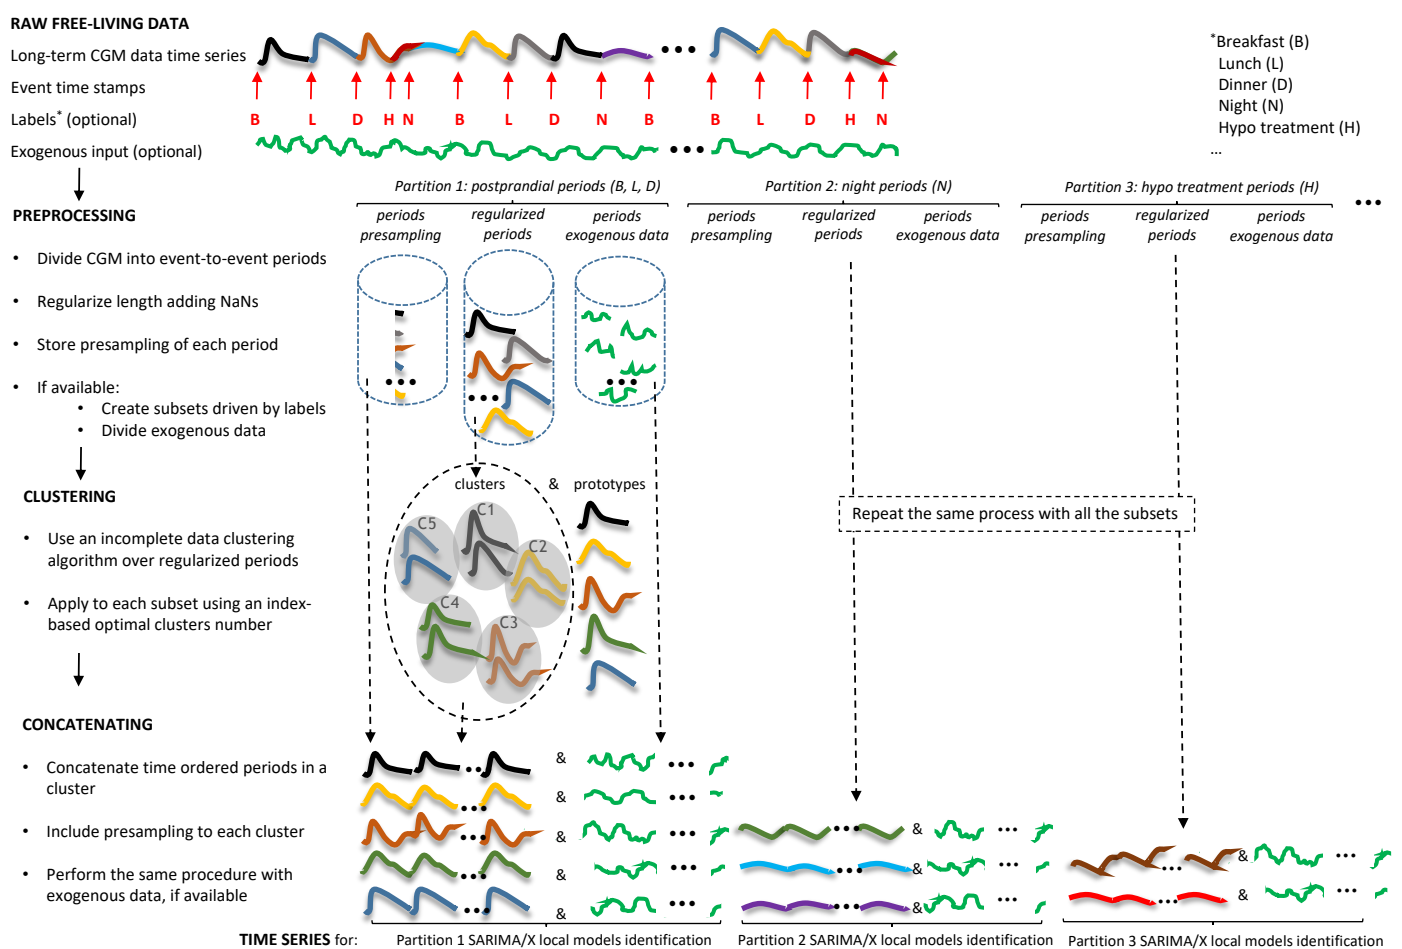 RAW FREE-LIVING DATA
Long-term CGM data time series
Event time stamps
Labels* (optional)
Exogenous input (optional)
B L D H N B L D N B B L D H N
*Breakfast (B)
Lunch (L)
Dinner (D)
Night (N)
Hypo treatment (H)
...
Partition 1: postprandial periods (B, L, D)
Partition 2: night periods (N)
Partition 3: hypo treatment periods (H)
periods presampling
regularized periods
periods exogenous data
periods presampling
regularized periods
periods exogenous data
periods presampling
regularized periods
periods exogenous data
PREPROCESSING
• Divide CGM into event-to-event periods
• Regularize length adding NaNs
• Store presampling of each period
• If available:
• Create subsets driven by labels
• Divide exogenous data
CLUSTERING
• Use an incomplete data clustering
algorithm over regularized periods
• Apply to each subset using an index-
based optimal clusters number
clusters & prototypes
C5
C1
C2
C4
C3
Repeat the same process with all the subsets
CONCATENATING
• Concatenate time ordered periods in a
cluster
• Include presampling to each cluster
• Perform the same procedure with
exogenous data, if available
&
&
&
&
&
&
&
&
&
&
TIME SERIES for:
Partition 1 SARIMA/X local models identification
Partition 2 SARIMA/X local models identification
Partition 3 SARIMA/X local models identification